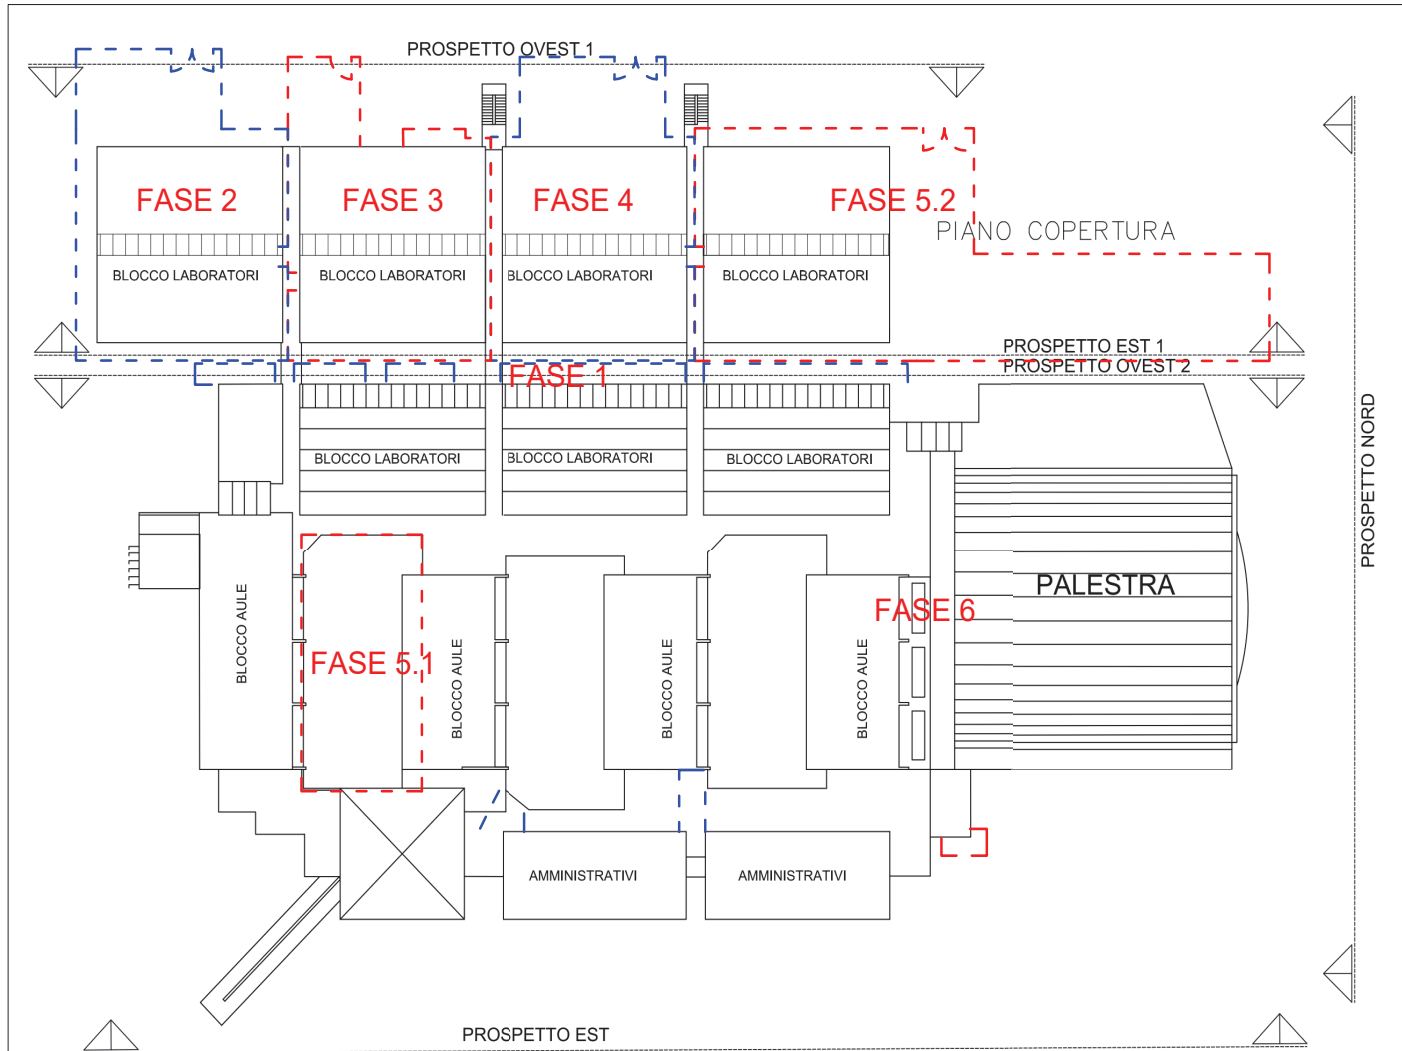 PROSPETTO OVEST 1
FASE 2
FASE 3
FASE 4
FASE 5.2
PIANO COPERTURA
BLOCCO LABORATORI
BLOCCO LABORATORI
BLOCCO LABORATORI
BLOCCO LABORATORI
PROSPETTO EST 1
PROSPETTO OVEST 2
FASE 1
BLOCCO LABORATORI
BLOCCO LABORATORI
BLOCCO LABORATORI
PROSPETTO NORD
PALESTRA
FASE 6
BLOCCO AULE
FASE 5.1
BLOCCO AULE
BLOCCO AULE
BLOCCO AULE
AMMINISTRATIVI
AMMINISTRATIVI
PROSPETTO EST